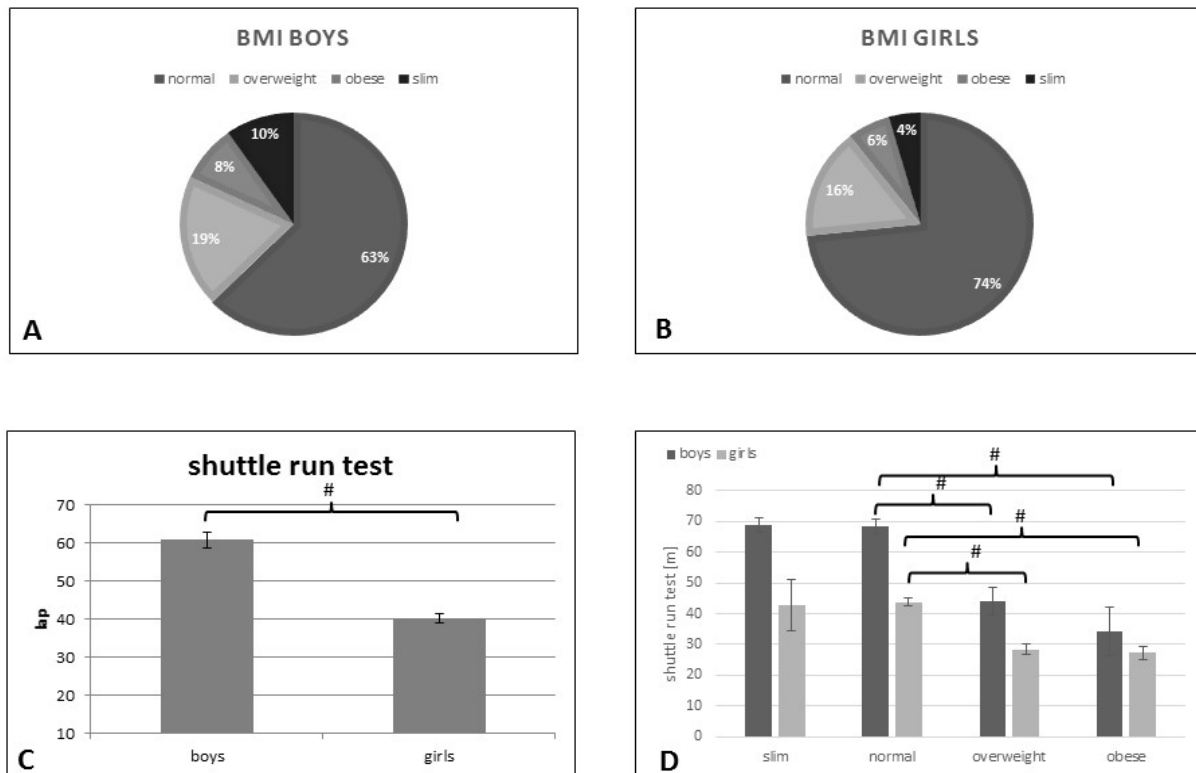 BMI BOYS
normal overweight obese slim
10%
8%
19%
63%
A
BMI GIRLS
normal overweight obese slim
4%
6%
16%
74%
B
shuttle run test
#
70
60
50
40
30
20
10
lap
boys girls
C
boys girls
#
#
#
#
80
70
60
50
40
30
20
10
0
shuttle run test [m]
slim normal overweight obese
D